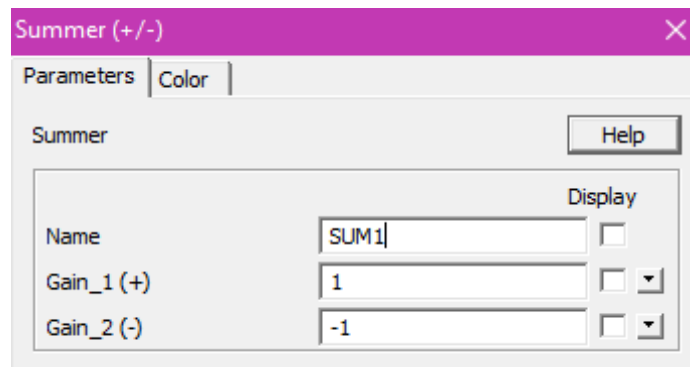 Summer (+/-)
Parameters Color
Summer Help
Display
Name SUM1
Gain_1 (+) 1
Gain_2 (-) -1